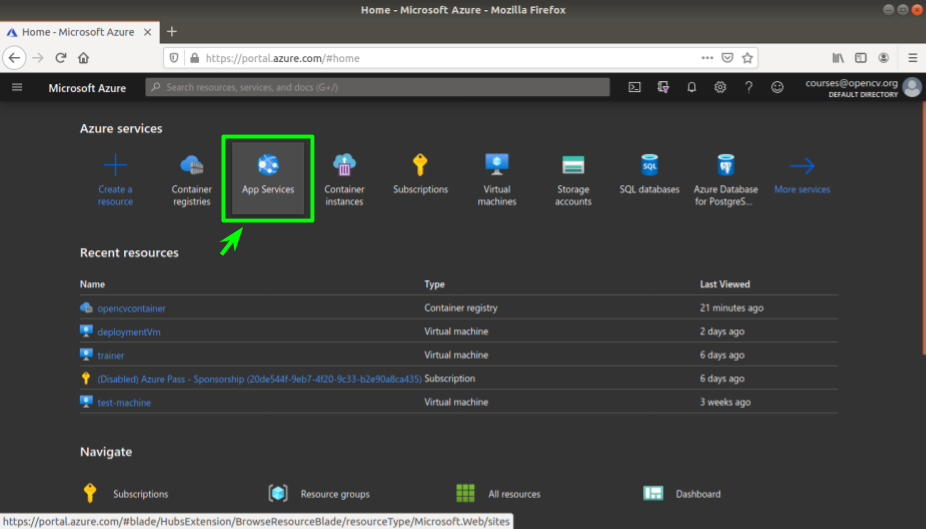 Home - Microsoft Azure - Mozilla Firefox
Home - Microsoft Azure
https://portal.azure.com/#home
Microsoft Azure
Search resources, services, and docs (G+/)
courses@opencv.org
DEFAULT DIRECTORY
Azure services
Create a resource
Container registries
App Services
Container instances
Subscriptions
Virtual machines
Storage accounts
SQL databases
Azure Database for PostgreS...
More services
Recent resources
Name Type Last Viewed
opencvcontainer Container registry 21 minutes ago
deploymentVm Virtual machine 2 days ago
trainer Virtual machine 6 days ago
(Disabled) Azure Pass - Sponsorship (20de544f-9eb7-4f20-9c33-b2e90a8ca435) Subscription 6 days ago
test-machine Virtual machine 3 weeks ago
Navigate
Subscriptions Resource groups All resources Dashboard
https://portal.azure.com/#blade/HubsExtension/BrowseResourceBlade/resourceType/Microsoft.Web/sites